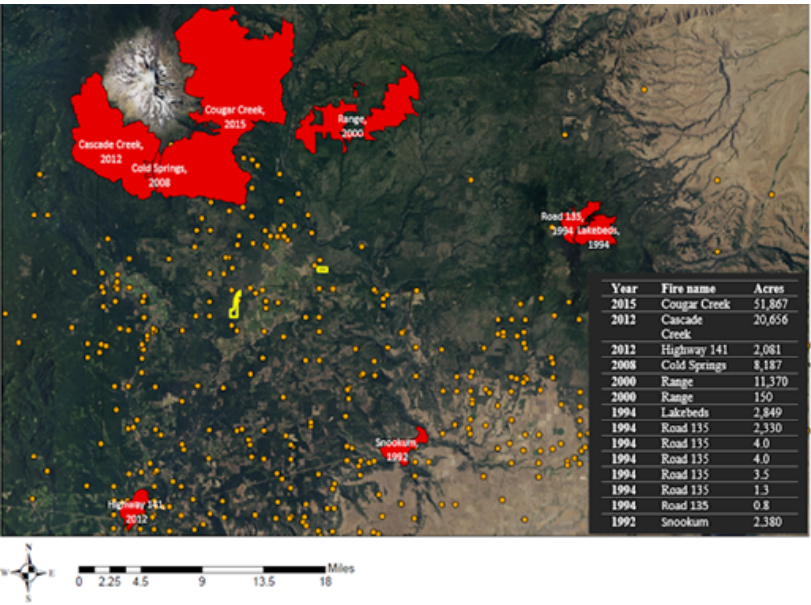 Cougar Creek,
2015
Range,
2000
Cascade Creek,
2012
Cold Springs,
2008
Road 135,
1994
Lakebeds,
1994
Year Fire name Acres
2015 Cougar Creek 51,867
2012 Cascade 20,656
Creek
2012 Highway 141 2,081
2008 Cold Springs 8,187
2000 Range 11,370
2000 Range 150
1994 Lakebeds 2,849
1994 Road 135 2,330
1994 Road 135 4.0
1994 Road 135 4.0
1994 Road 135 3.5
1994 Road 135 1.3
1994 Road 135 0.8
1992 Snookum 2,380
Snookum,
1992
Highway 141,
2012
N
W E
S
0 2.25 4.5 9 13.5 18 Miles